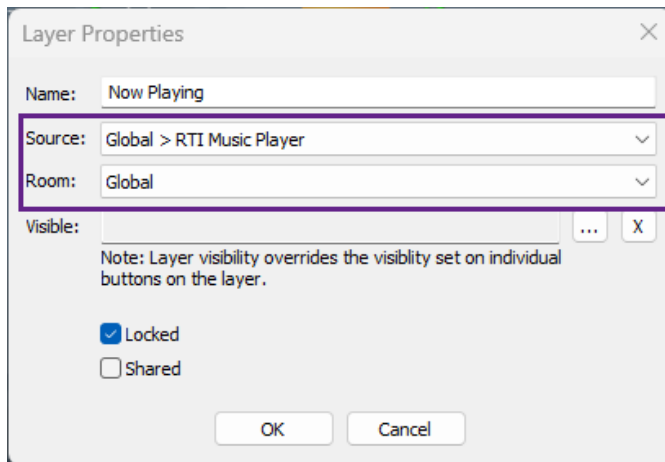 Layer Properties
Name: Now Playing
Source: Global > RTI Music Player
Room: Global
Visible: ... X
Note: Layer visibility overrides the visiblity set on individual
buttons on the layer.
Locked
Shared
OK Cancel